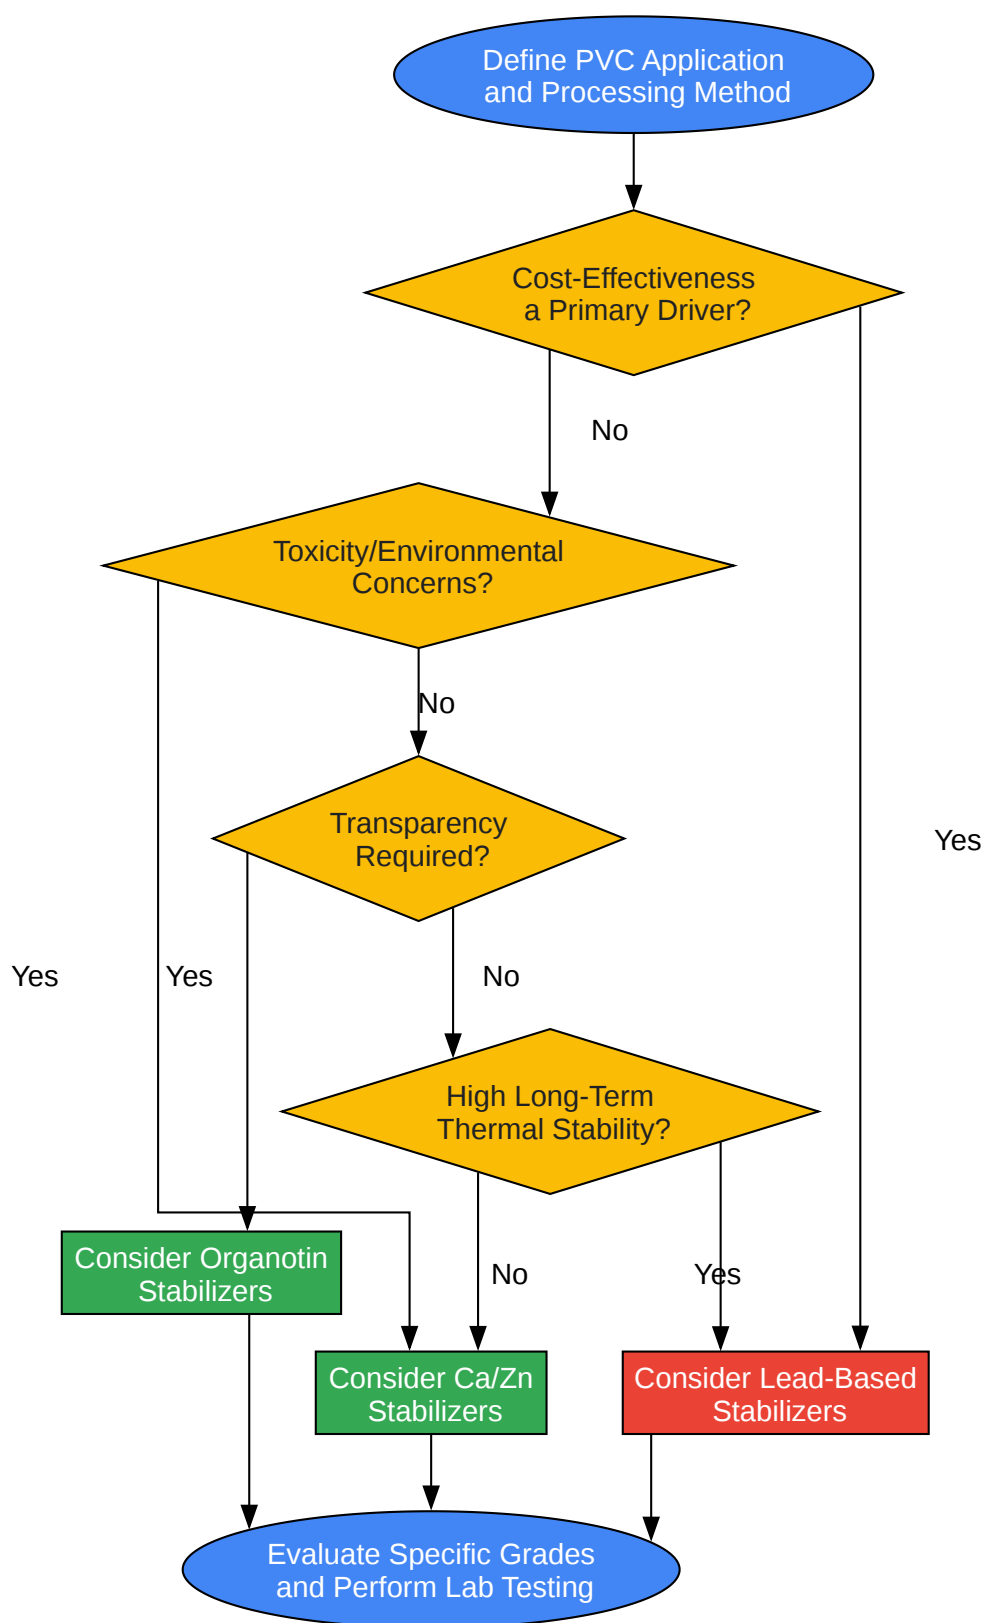 Define PVC Application
and Processing Method
Cost-Effectiveness
a Primary Driver?
No
Toxicity/Environmental
Concerns?
No
Transparency
Required?
Yes
Yes
Yes
No
High Long-Term
Thermal Stability?
Consider Organotin
Stabilizers
No
Yes
Consider Ca/Zn
Stabilizers
Consider Lead-Based
Stabilizers
Evaluate Specific Grades
and Perform Lab Testing